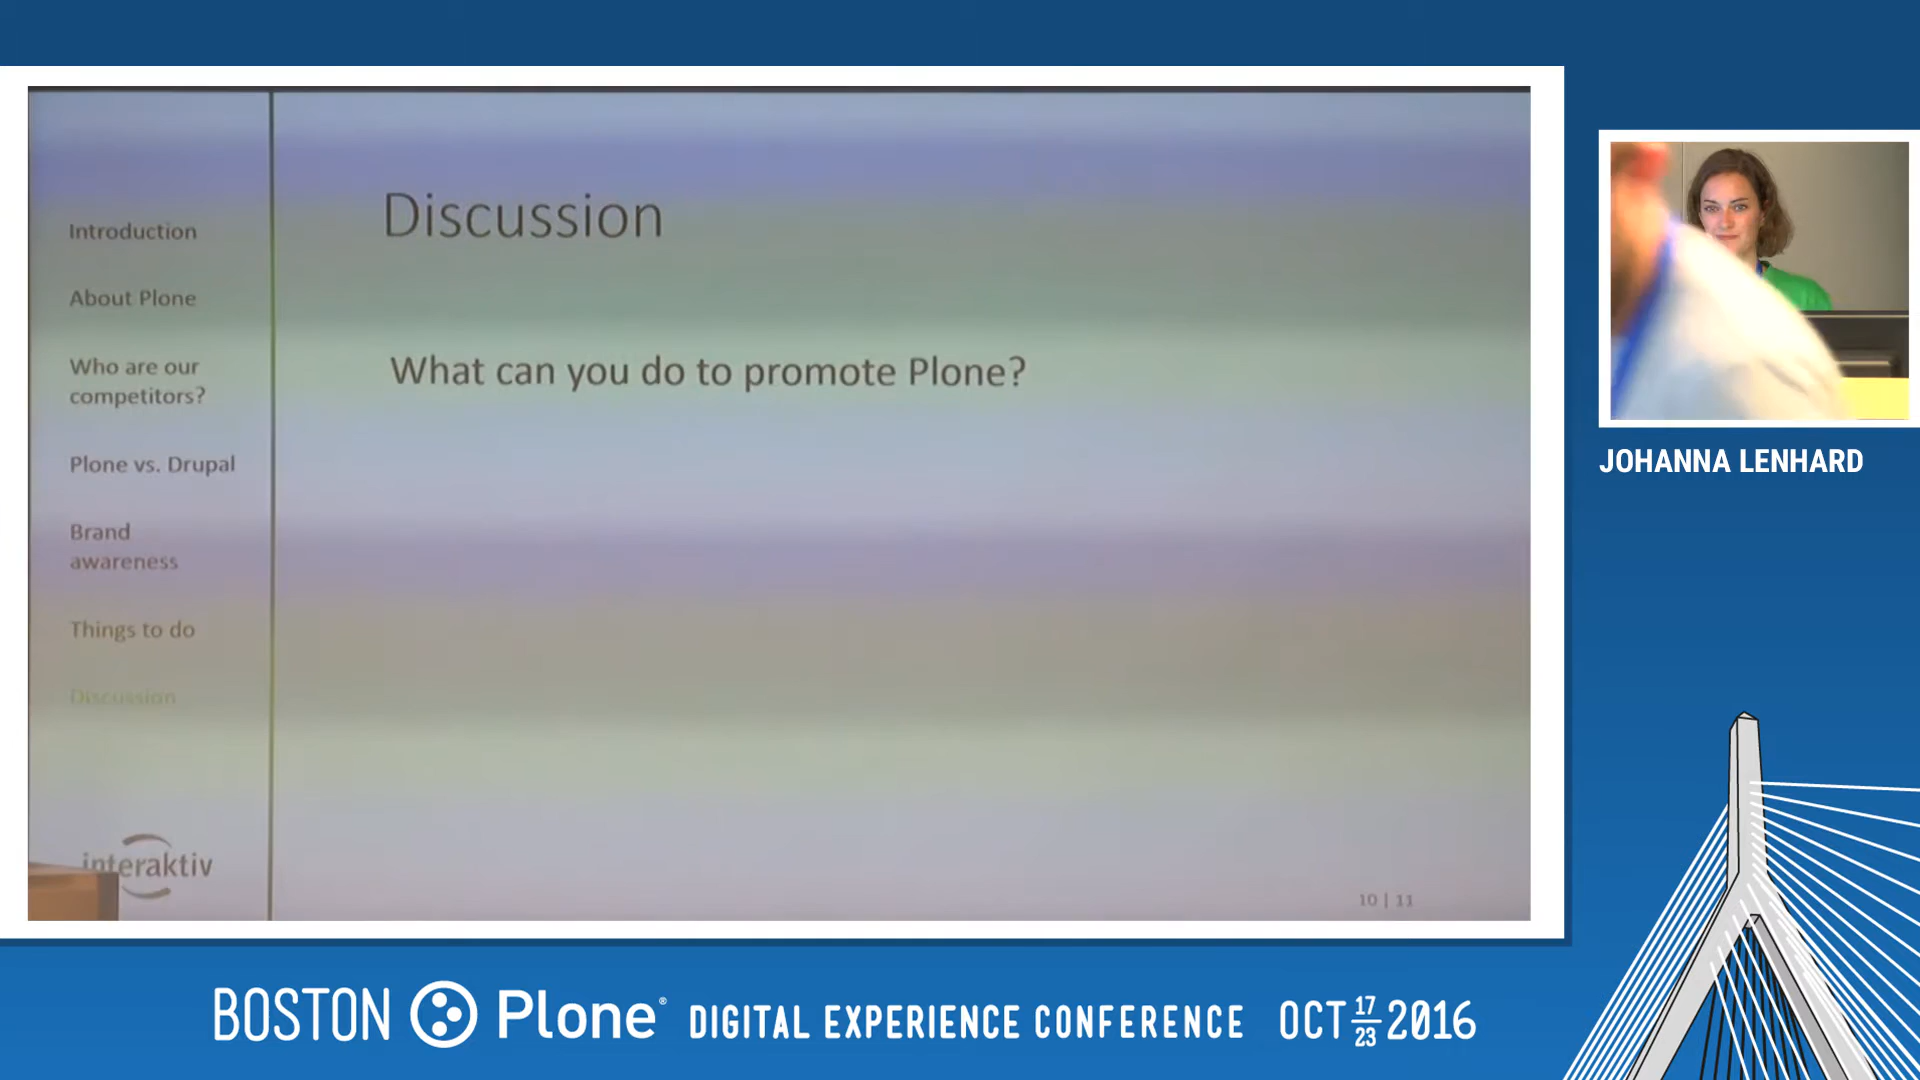 Introduction
About Plone
Who are our
competitors?
Plone vs. Drupal
Brand
awareness
Things to do
Discussion
interaktiv
Discussion
What can you do to promote Plone?
10 | 11
JOHANNA LENHARD
BOSTON Plone® DIGITAL EXPERIENCE CONFERENCE OCT 17 23 2016